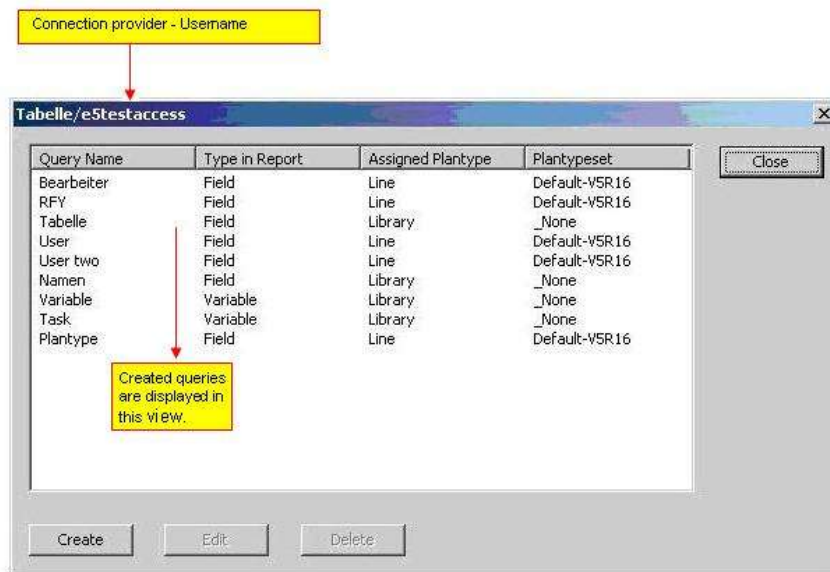 Connection provider - Username
Tabelle/e5testaccess
Query Name Type in Report Assigned Plantype Plantypeset
Close
Bearbeiter Field Line Default-V5R16
RFY Field Line Default-V5R16
Tabelle Field Library _None
User Field Line Default-V5R16
User two Field Line Default-V5R16
Namen Field Library _None
Variable Variable Library _None
Task Variable Library _None
Plantype Field Line Default-V5R16
Created queries
are displayed in
this view.
Create Edit Delete